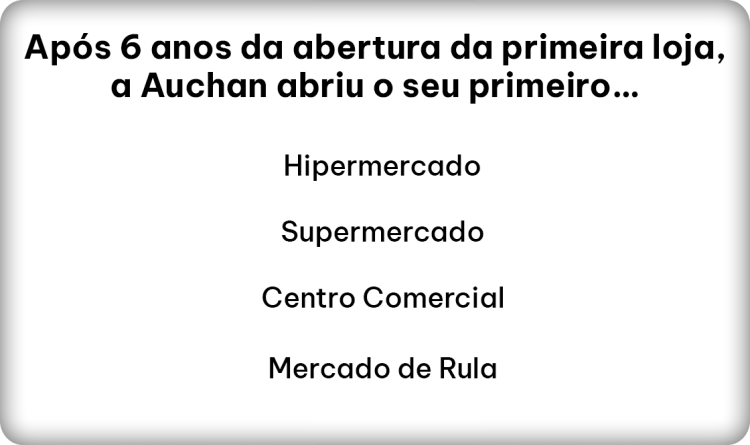 Após 6 anos da abertura da primeira loja,
a Auchan abriu o seu primeiro...
Hipermercado
Supermercado
Centro Comercial
Mercado de Rula